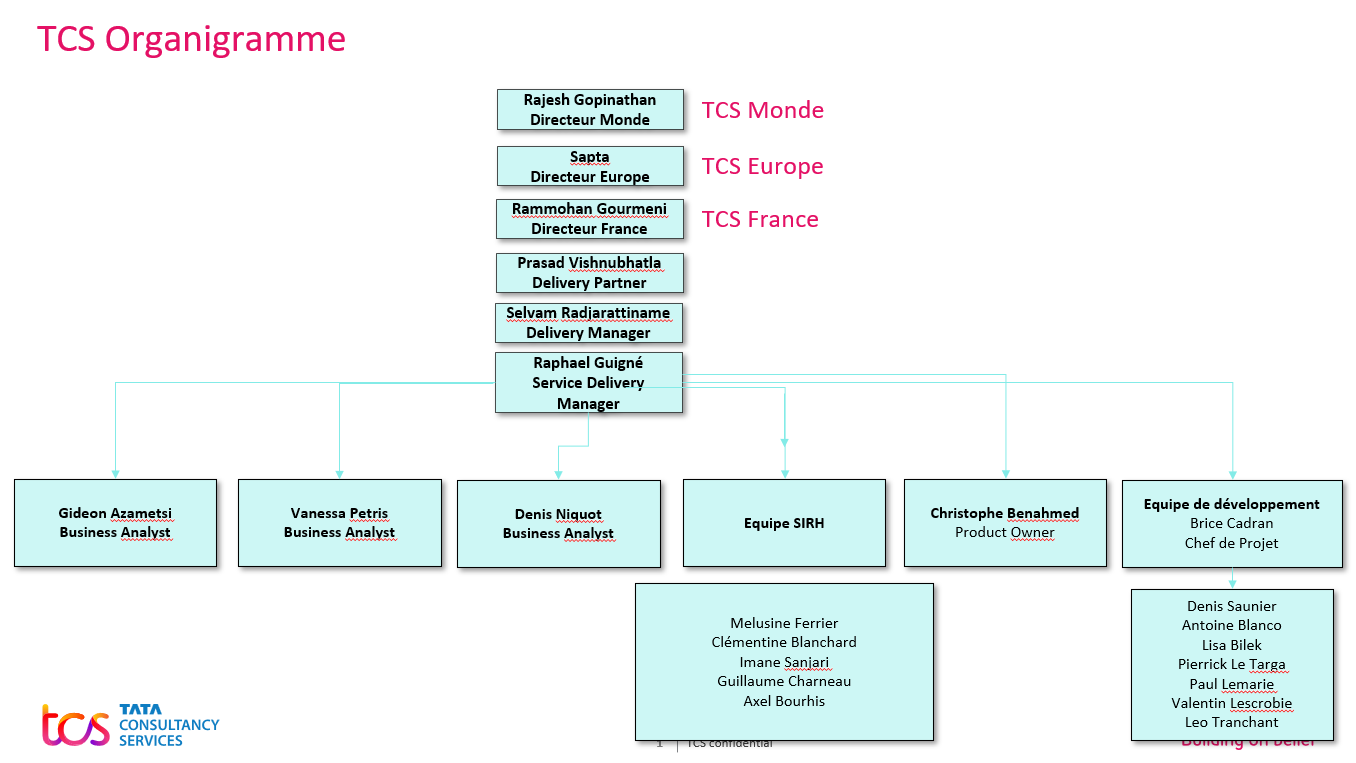 TCS Organigramme
Rajesh Gopinathan
Directeur Monde
TCS Monde
Sapta
Directeur Europe
TCS Europe
Rammohan Gourmeni
Directeur France
TCS France
Prasad Vishnubhatla
Delivery Partner
Selvam Radjarattiname
Delivery Manager
Raphael Guigné
Service Delivery
Manager
Gideon Azametsi
Business Analyst
Vanessa Petris
Business Analyst
Denis Niquot
Business Analyst
Equipe SIRH
Christophe Benahmed
Product Owner
Equipe de développement
Brice Cadran
Chef de Projet
Melusine Ferrier
Clémentine Blanchard
Imane Sanjari
Guillaume Charneau
Axel Bourhis
Denis Saunier
Antoine Blanco
Lisa Bilek
Pierrick Le Targa
Paul Lemarie
Valentin Lescrobie
Leo Tranchant
tcs
TATA
CONSULTANCY
SERVICES
1
TCS confidential
Building on belief